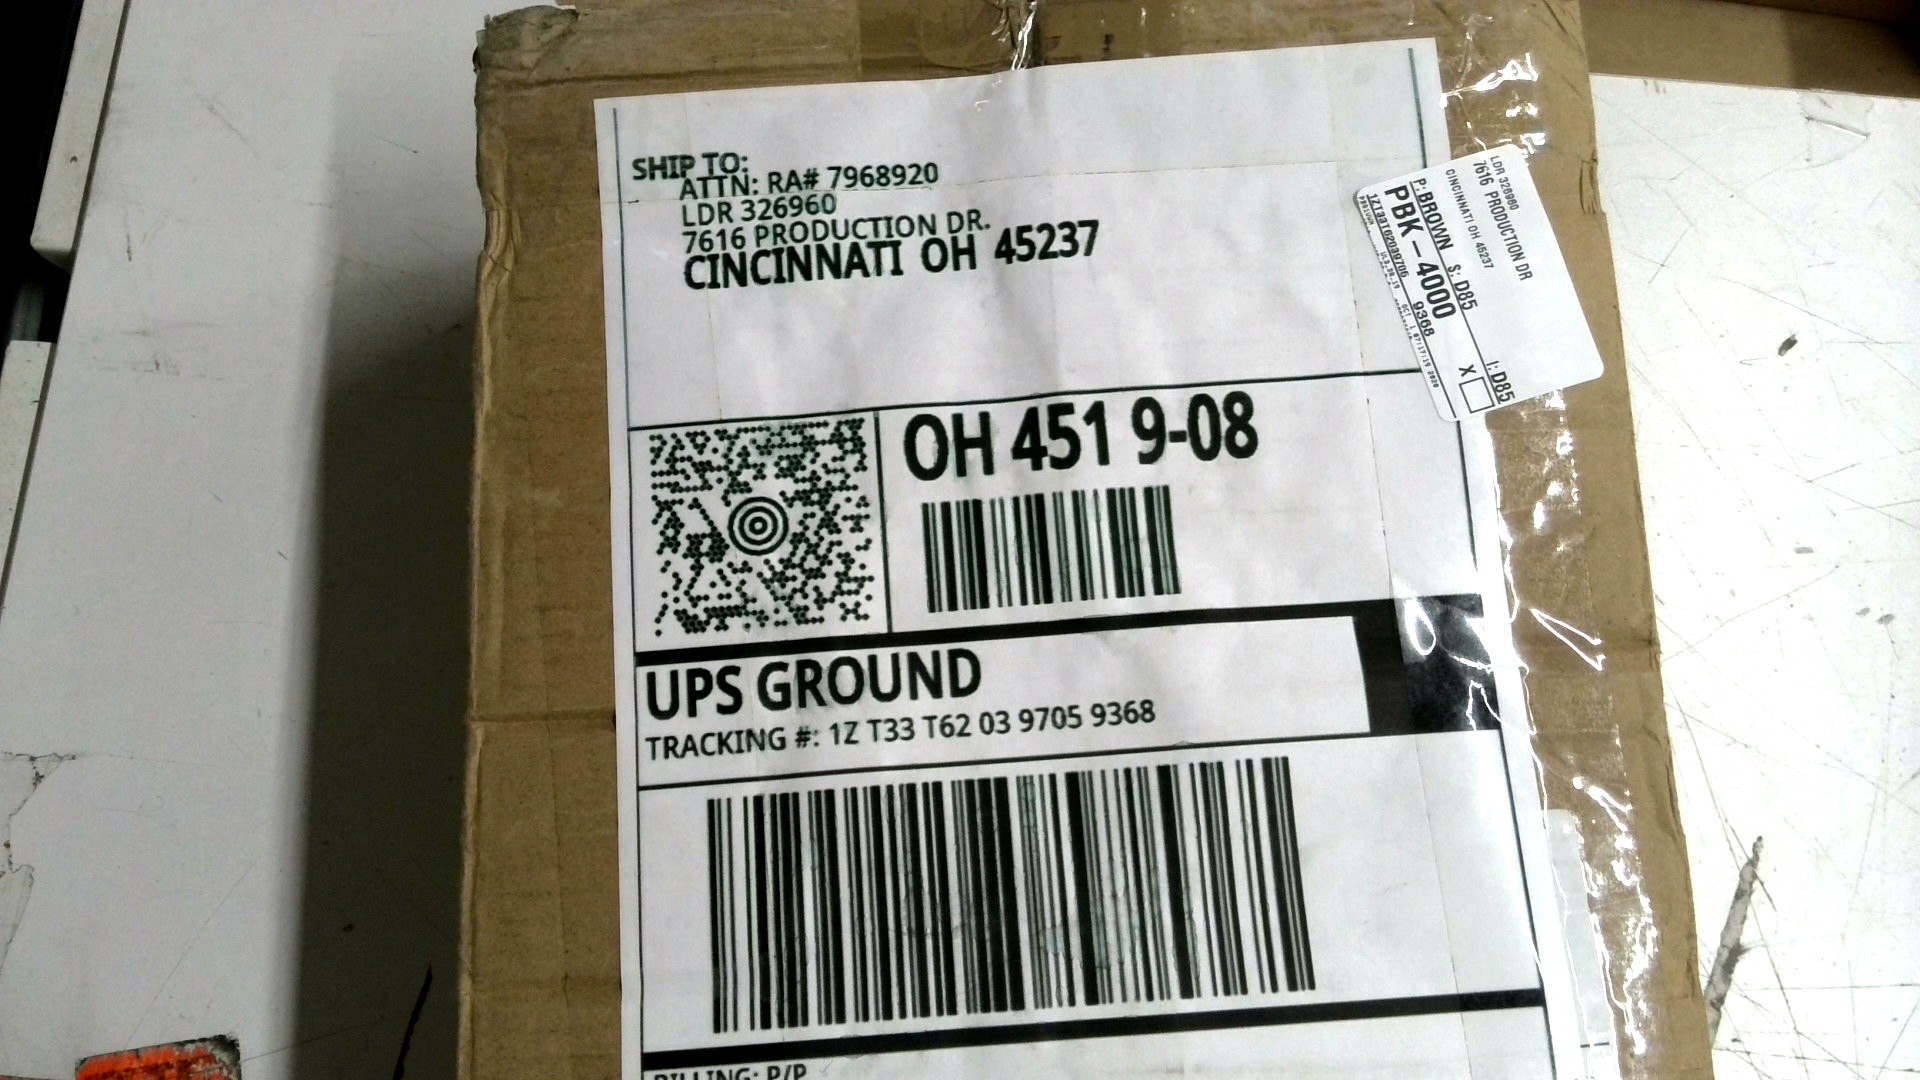 SHIP TO:
ATTN: RA# 7968920
LDR 326960
7616 PRODUCTION DR.
CINCINNATI OH 45237
OH 451 9-08
UPS GROUND
TRACKING #: 1Z T33 T62 03 9705 9368
BILLING: P/P
LDR 326960
7616 PRODUCTION DR
CINCINNATI OH 45237
P: BROWN S: D85 I: D85
PBK-4000 X
1ZT33T620397059368